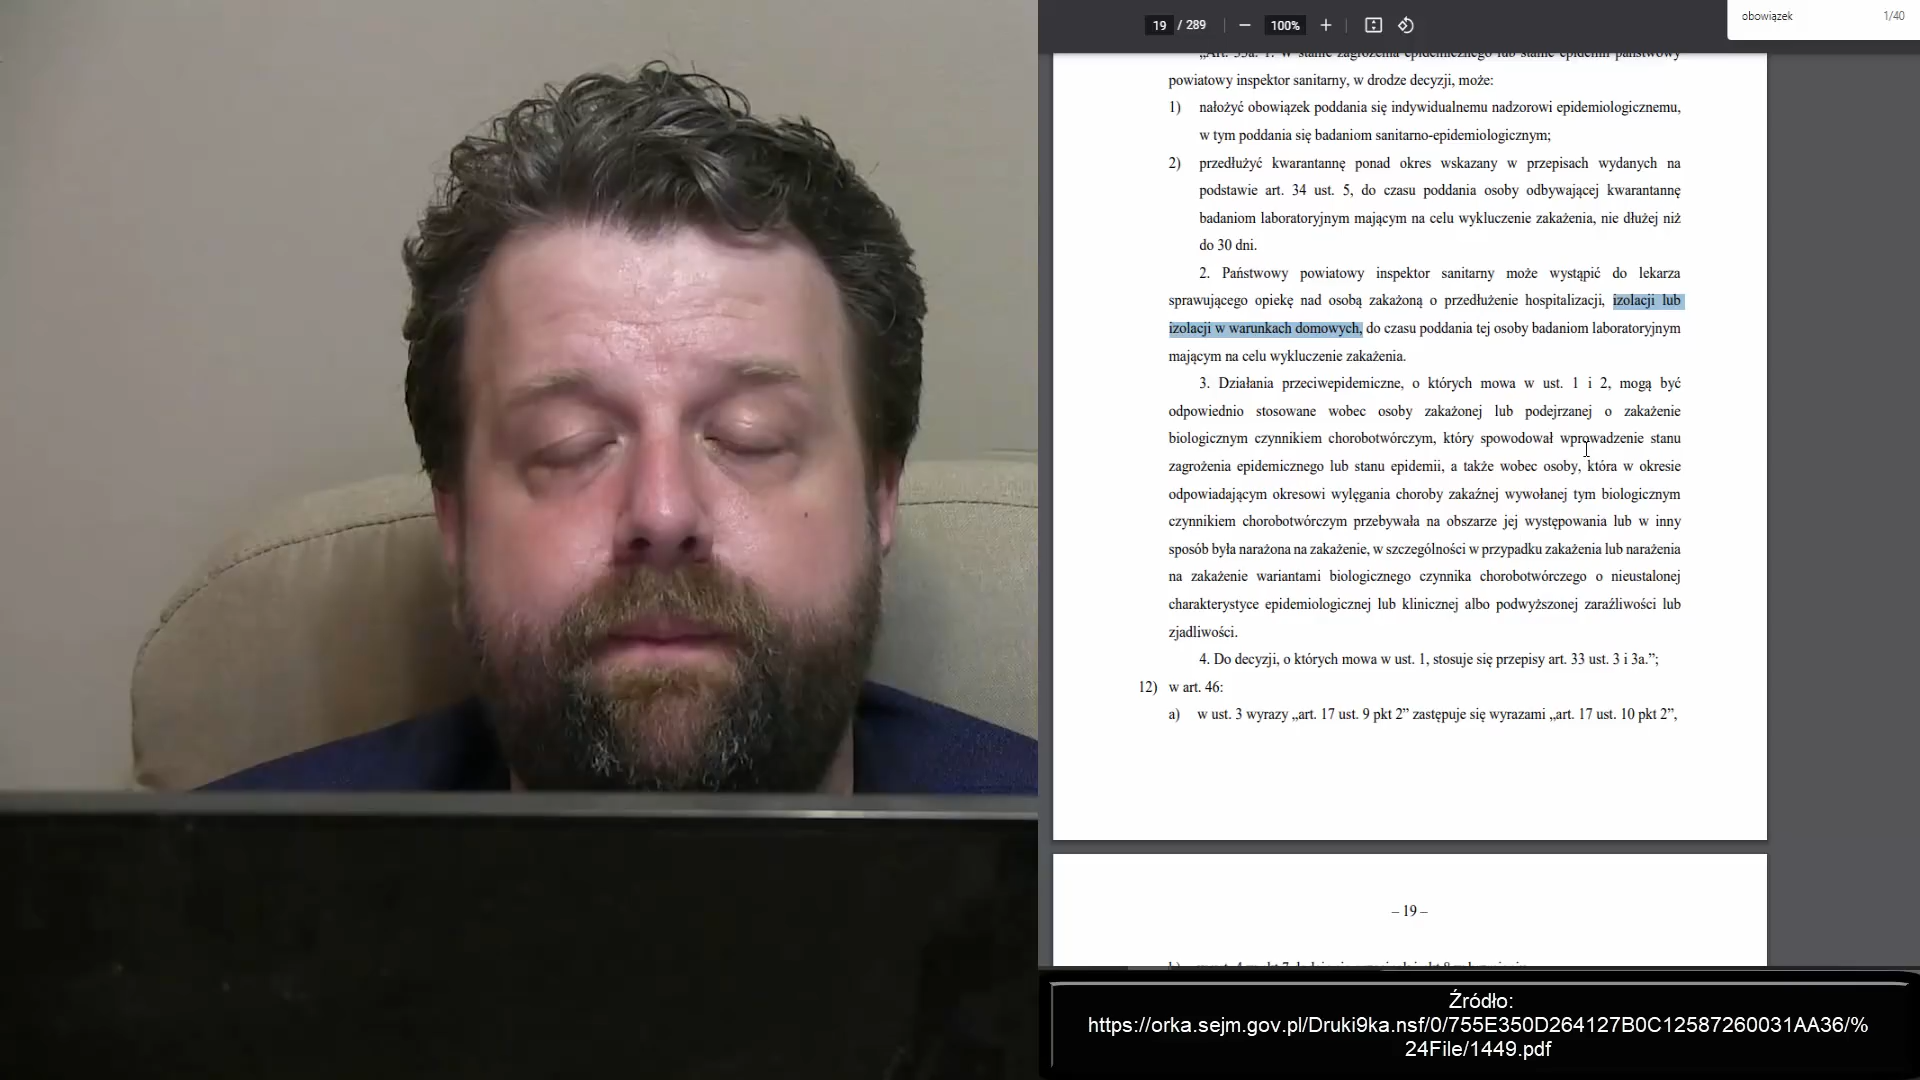 19 / 289
100%
obowiązek 1/40
„Art. 33a. 1. W stanie zagrożenia epidemicznego lub stanie epidemii państwowy
powiatowy inspektor sanitarny, w drodze decyzji, może:
1) nałożyć obowiązek poddania się indywidualnemu nadzorowi epidemiologicznemu,
w tym poddania się badaniom sanitarno-epidemiologicznym;
2) przedłużyć kwarantannę ponad okres wskazany w przepisach wydanych na
podstawie art. 34 ust. 5, do czasu poddania osoby odbywającej kwarantannę
badaniom laboratoryjnym mającym na celu wykluczenie zakażenia, nie dłużej niż
do 30 dni.
2. Państwowy powiatowy inspektor sanitarny może wystąpić do lekarza
sprawującego opiekę nad osobą zakażoną o przedłużenie hospitalizacji, izolacji lub
izolacji w warunkach domowych, do czasu poddania tej osoby badaniom laboratoryjnym
mającym na celu wykluczenie zakażenia.
3. Działania przeciwepidemiczne, o których mowa w ust. 1 i 2, mogą być
odpowiednio stosowane wobec osoby zakażonej lub podejrzanej o zakażenie
biologicznym czynnikiem chorobotwórczym, który spowodował wprowadzenie stanu
zagrożenia epidemicznego lub stanu epidemii, a także wobec osoby, która w okresie
odpowiadającym okresowi wylęgania choroby zakaźnej wywołanej tym biologicznym
czynnikiem chorobotwórczym przebywała na obszarze jej występowania lub w inny
sposób była narażona na zakażenie, w szczególności w przypadku zakażenia lub narażenia
na zakażenie wariantami biologicznego czynnika chorobotwórczego o nieustalonej
charakterystyce epidemiologicznej lub klinicznej albo podwyższonej zaraźliwości lub
zjadliwości.
4. Do decyzji, o których mowa w ust. 1, stosuje się przepisy art. 33 ust. 3 i 3a.”;
12) w art. 46:
a) w ust. 3 wyrazy „art. 17 ust. 9 pkt 2” zastępuje się wyrazami „art. 17 ust. 10 pkt 2”,
– 19 –
Źródło:
https://orka.sejm.gov.pl/Druki9ka.nsf/0/755E350D264127B0C12587260031AA36/%
24File/1449.pdf